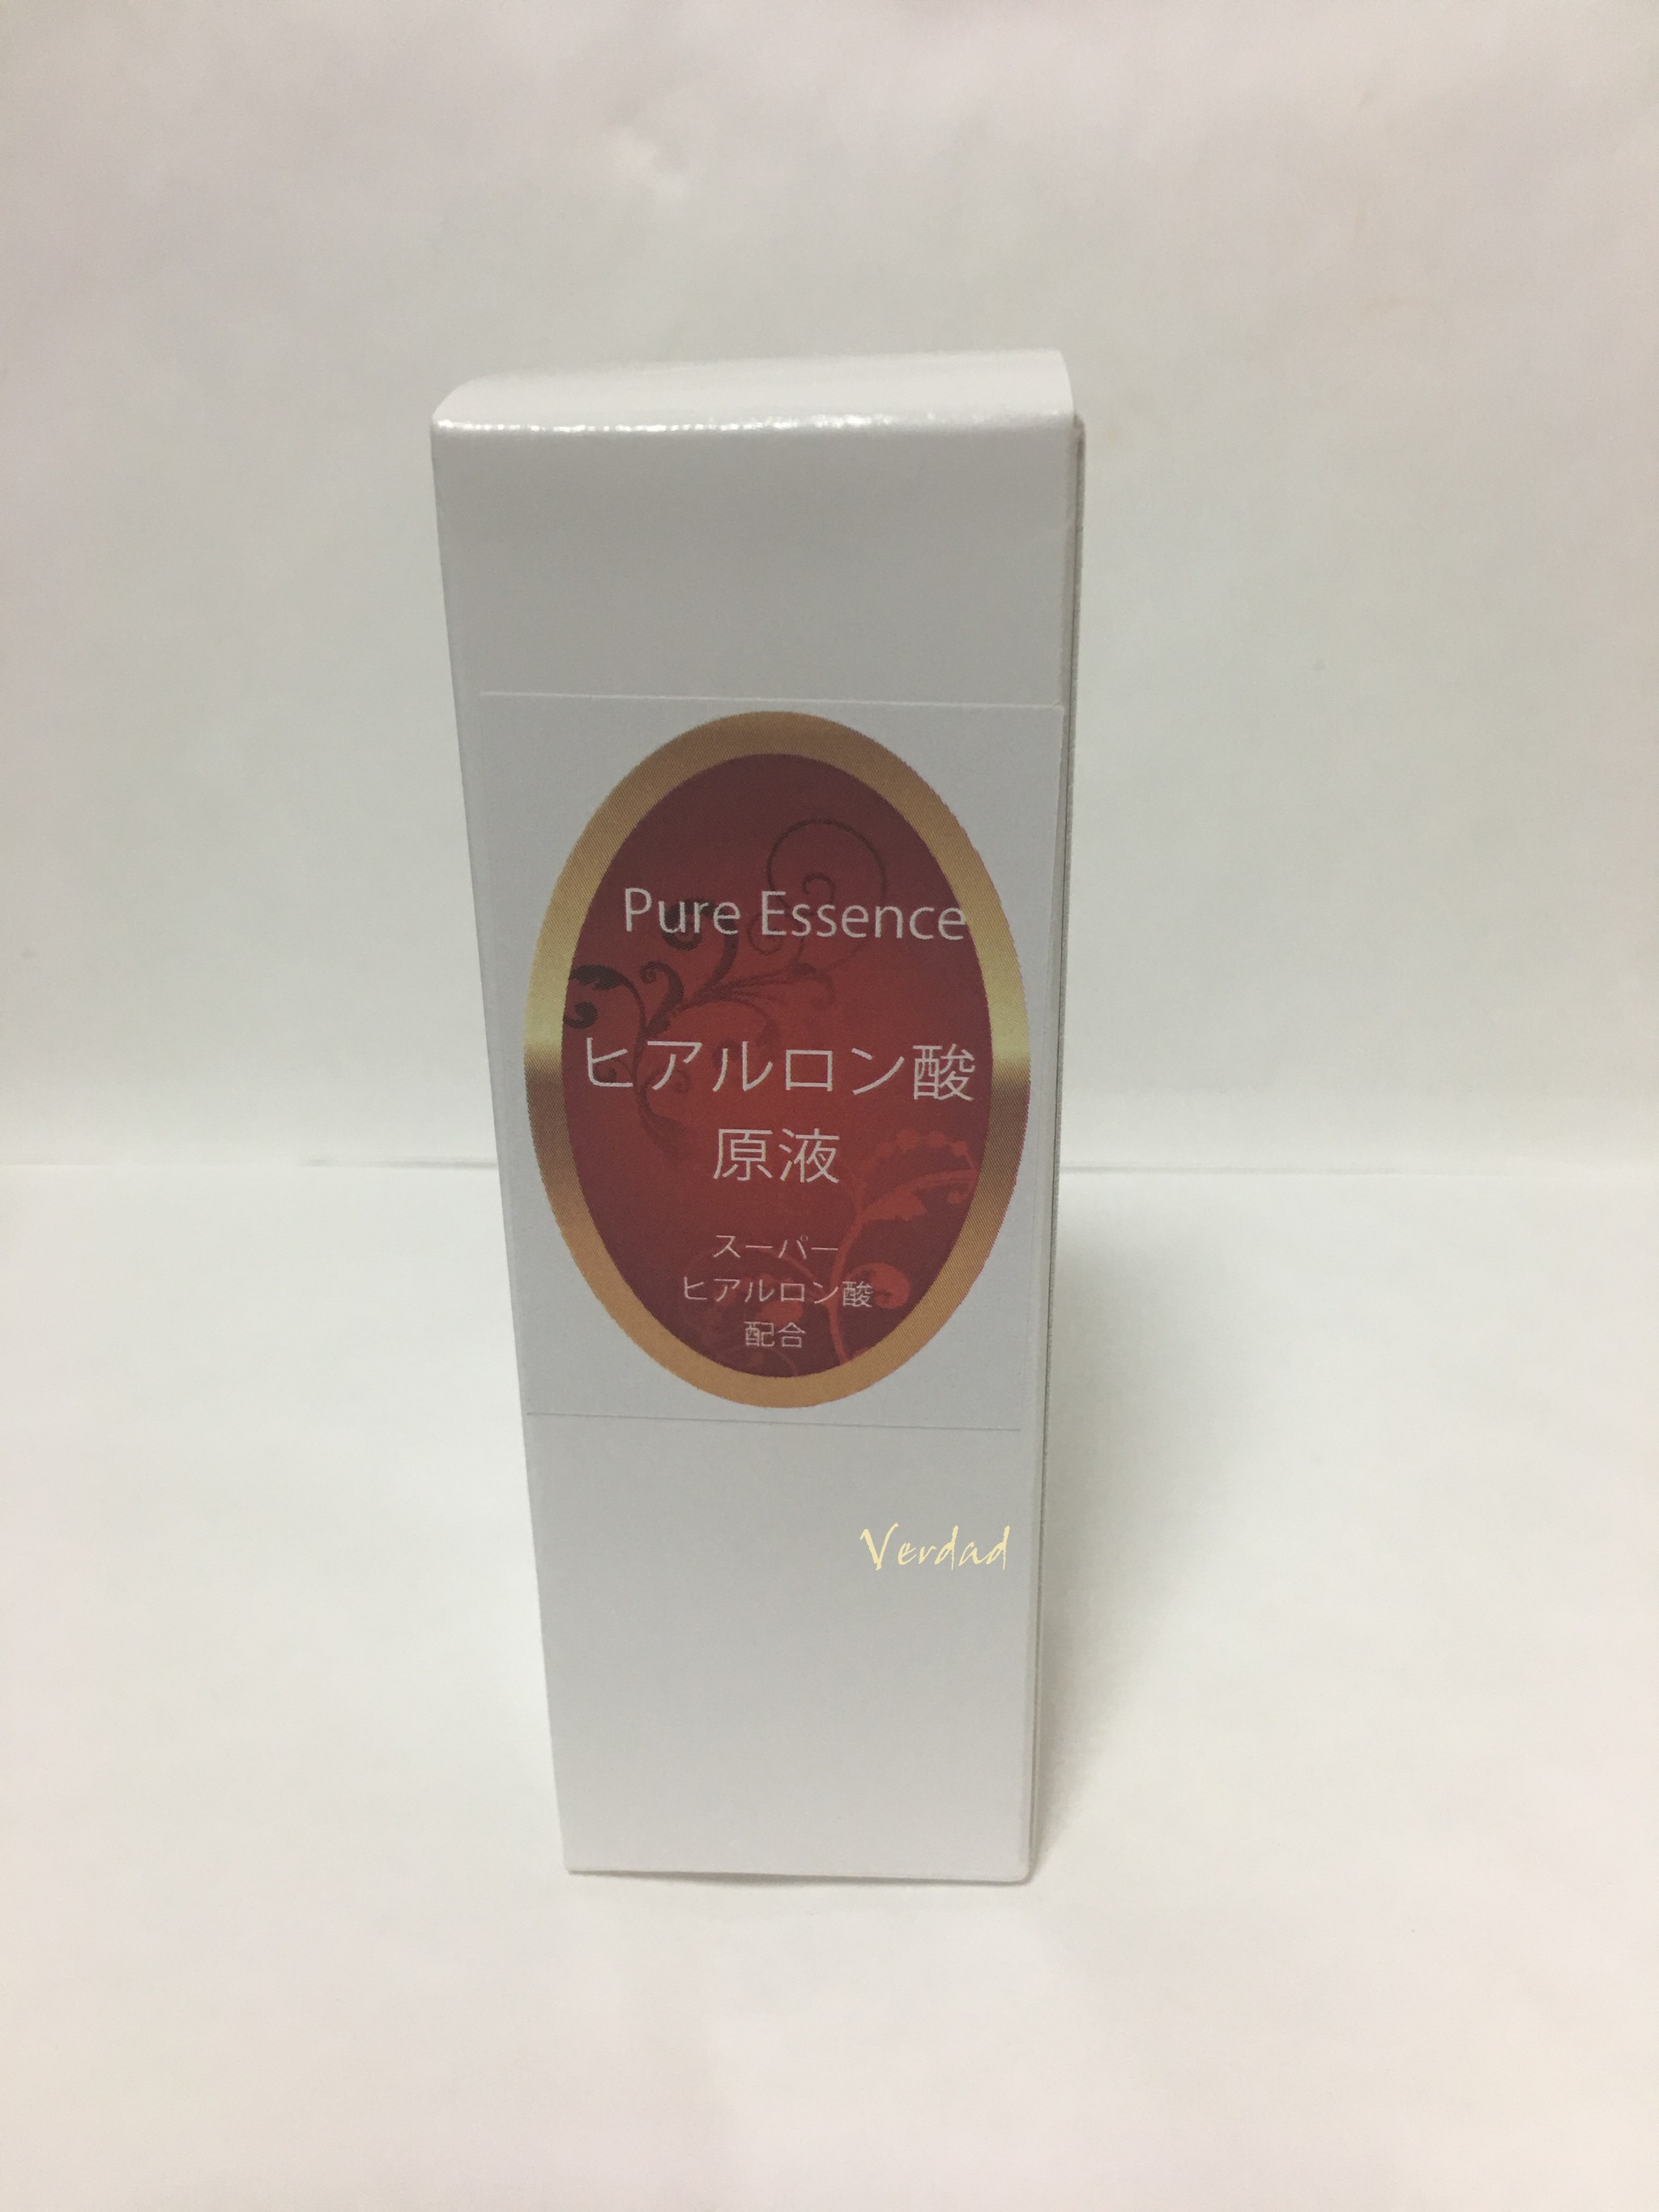 Pure Essence
ヒアルロン酸
原液
スーパー
ヒアルロン酸
配合
Verdad